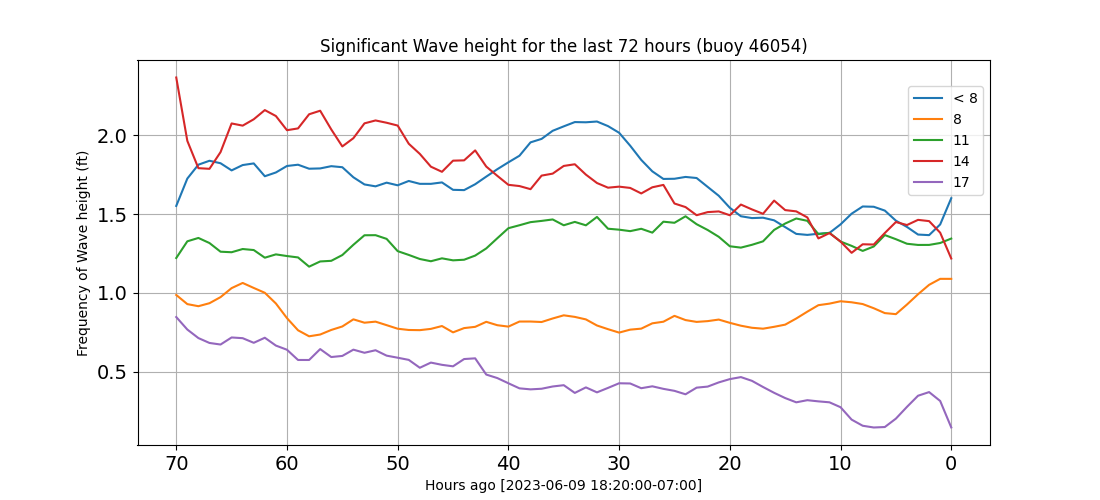 Significant Wave height for the last 72 hours (buoy 46054)
Frequency of Wave height (ft)
2.0
1.5
1.0
0.5
< 8
8
11
14
17
70 60 50 40 30 20 10 0
Hours ago [2023-06-09 18:20:00-07:00]